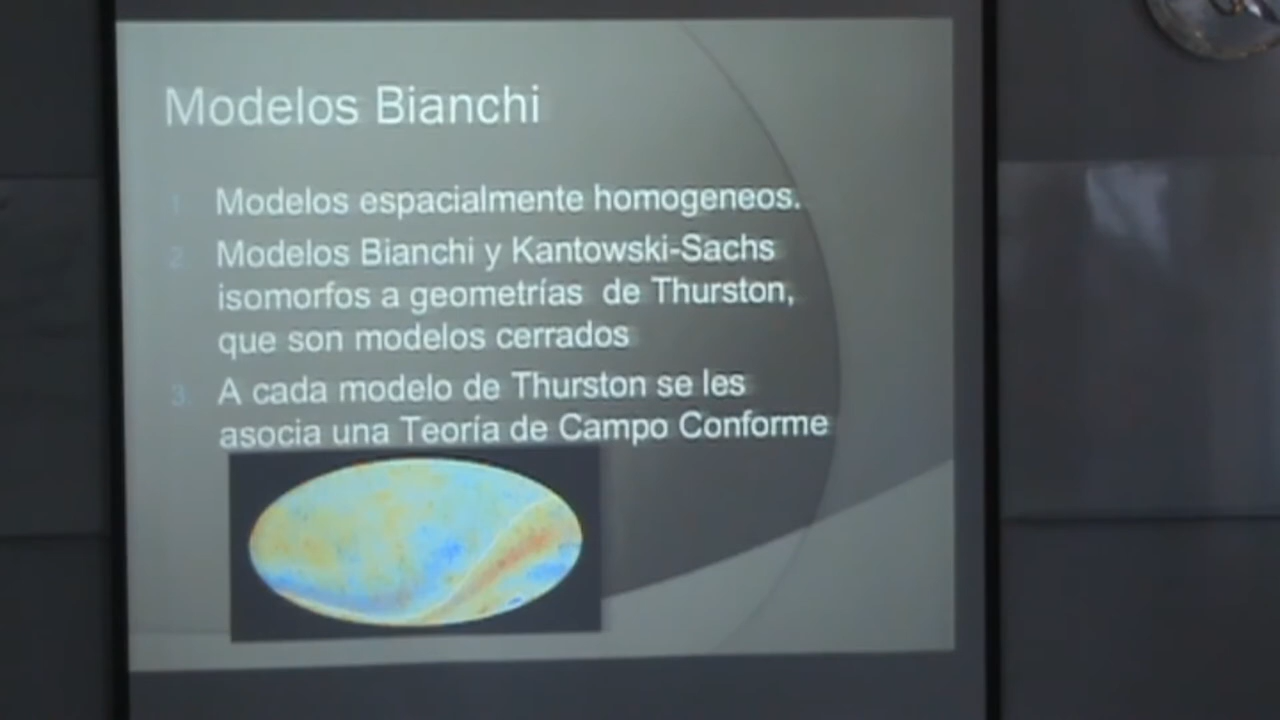 Modelos Bianchi
1. Modelos espacialmente homogeneos.
2. Modelos Bianchi y Kantowski-Sachs
isomorfos a geometrías de Thurston,
que son modelos cerrados
3. A cada modelo de Thurston se les
asocia una Teoría de Campo Conforme